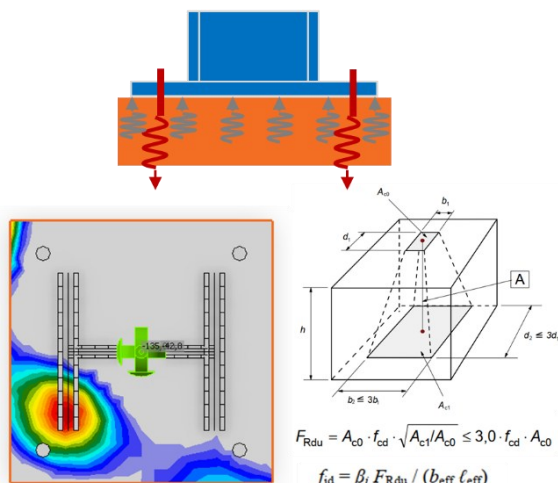 -135,-42,8
A_c0
b_1
d_1
A
h
d_2 ≤ 3d_1
b_2 ≤ 3b_1
A_c1
F_Rdu = A_c0 · f_cd · √(A_c1/A_c0) ≤ 3,0 · f_cd · A_c0
f_jd = β_j F_Rdu / (b_eff ℓ_eff)